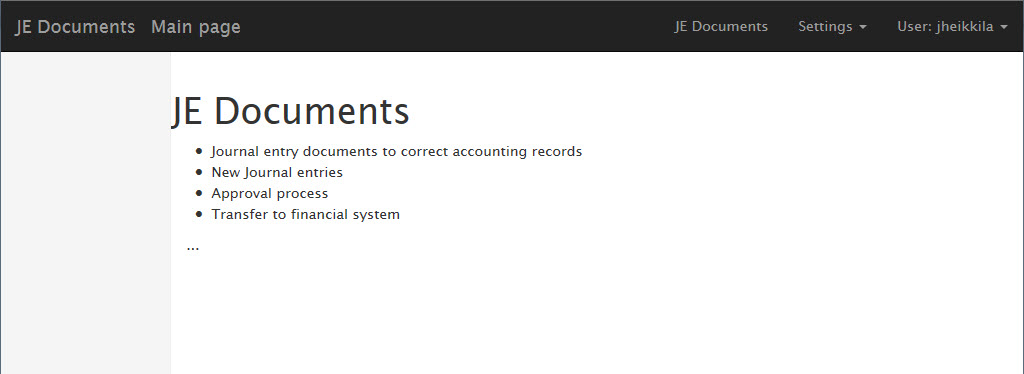 JE Documents Main page JE Documents Settings User: jheikkila
JE Documents
• Journal entry documents to correct accounting records
• New Journal entries
• Approval process
• Transfer to financial system
...